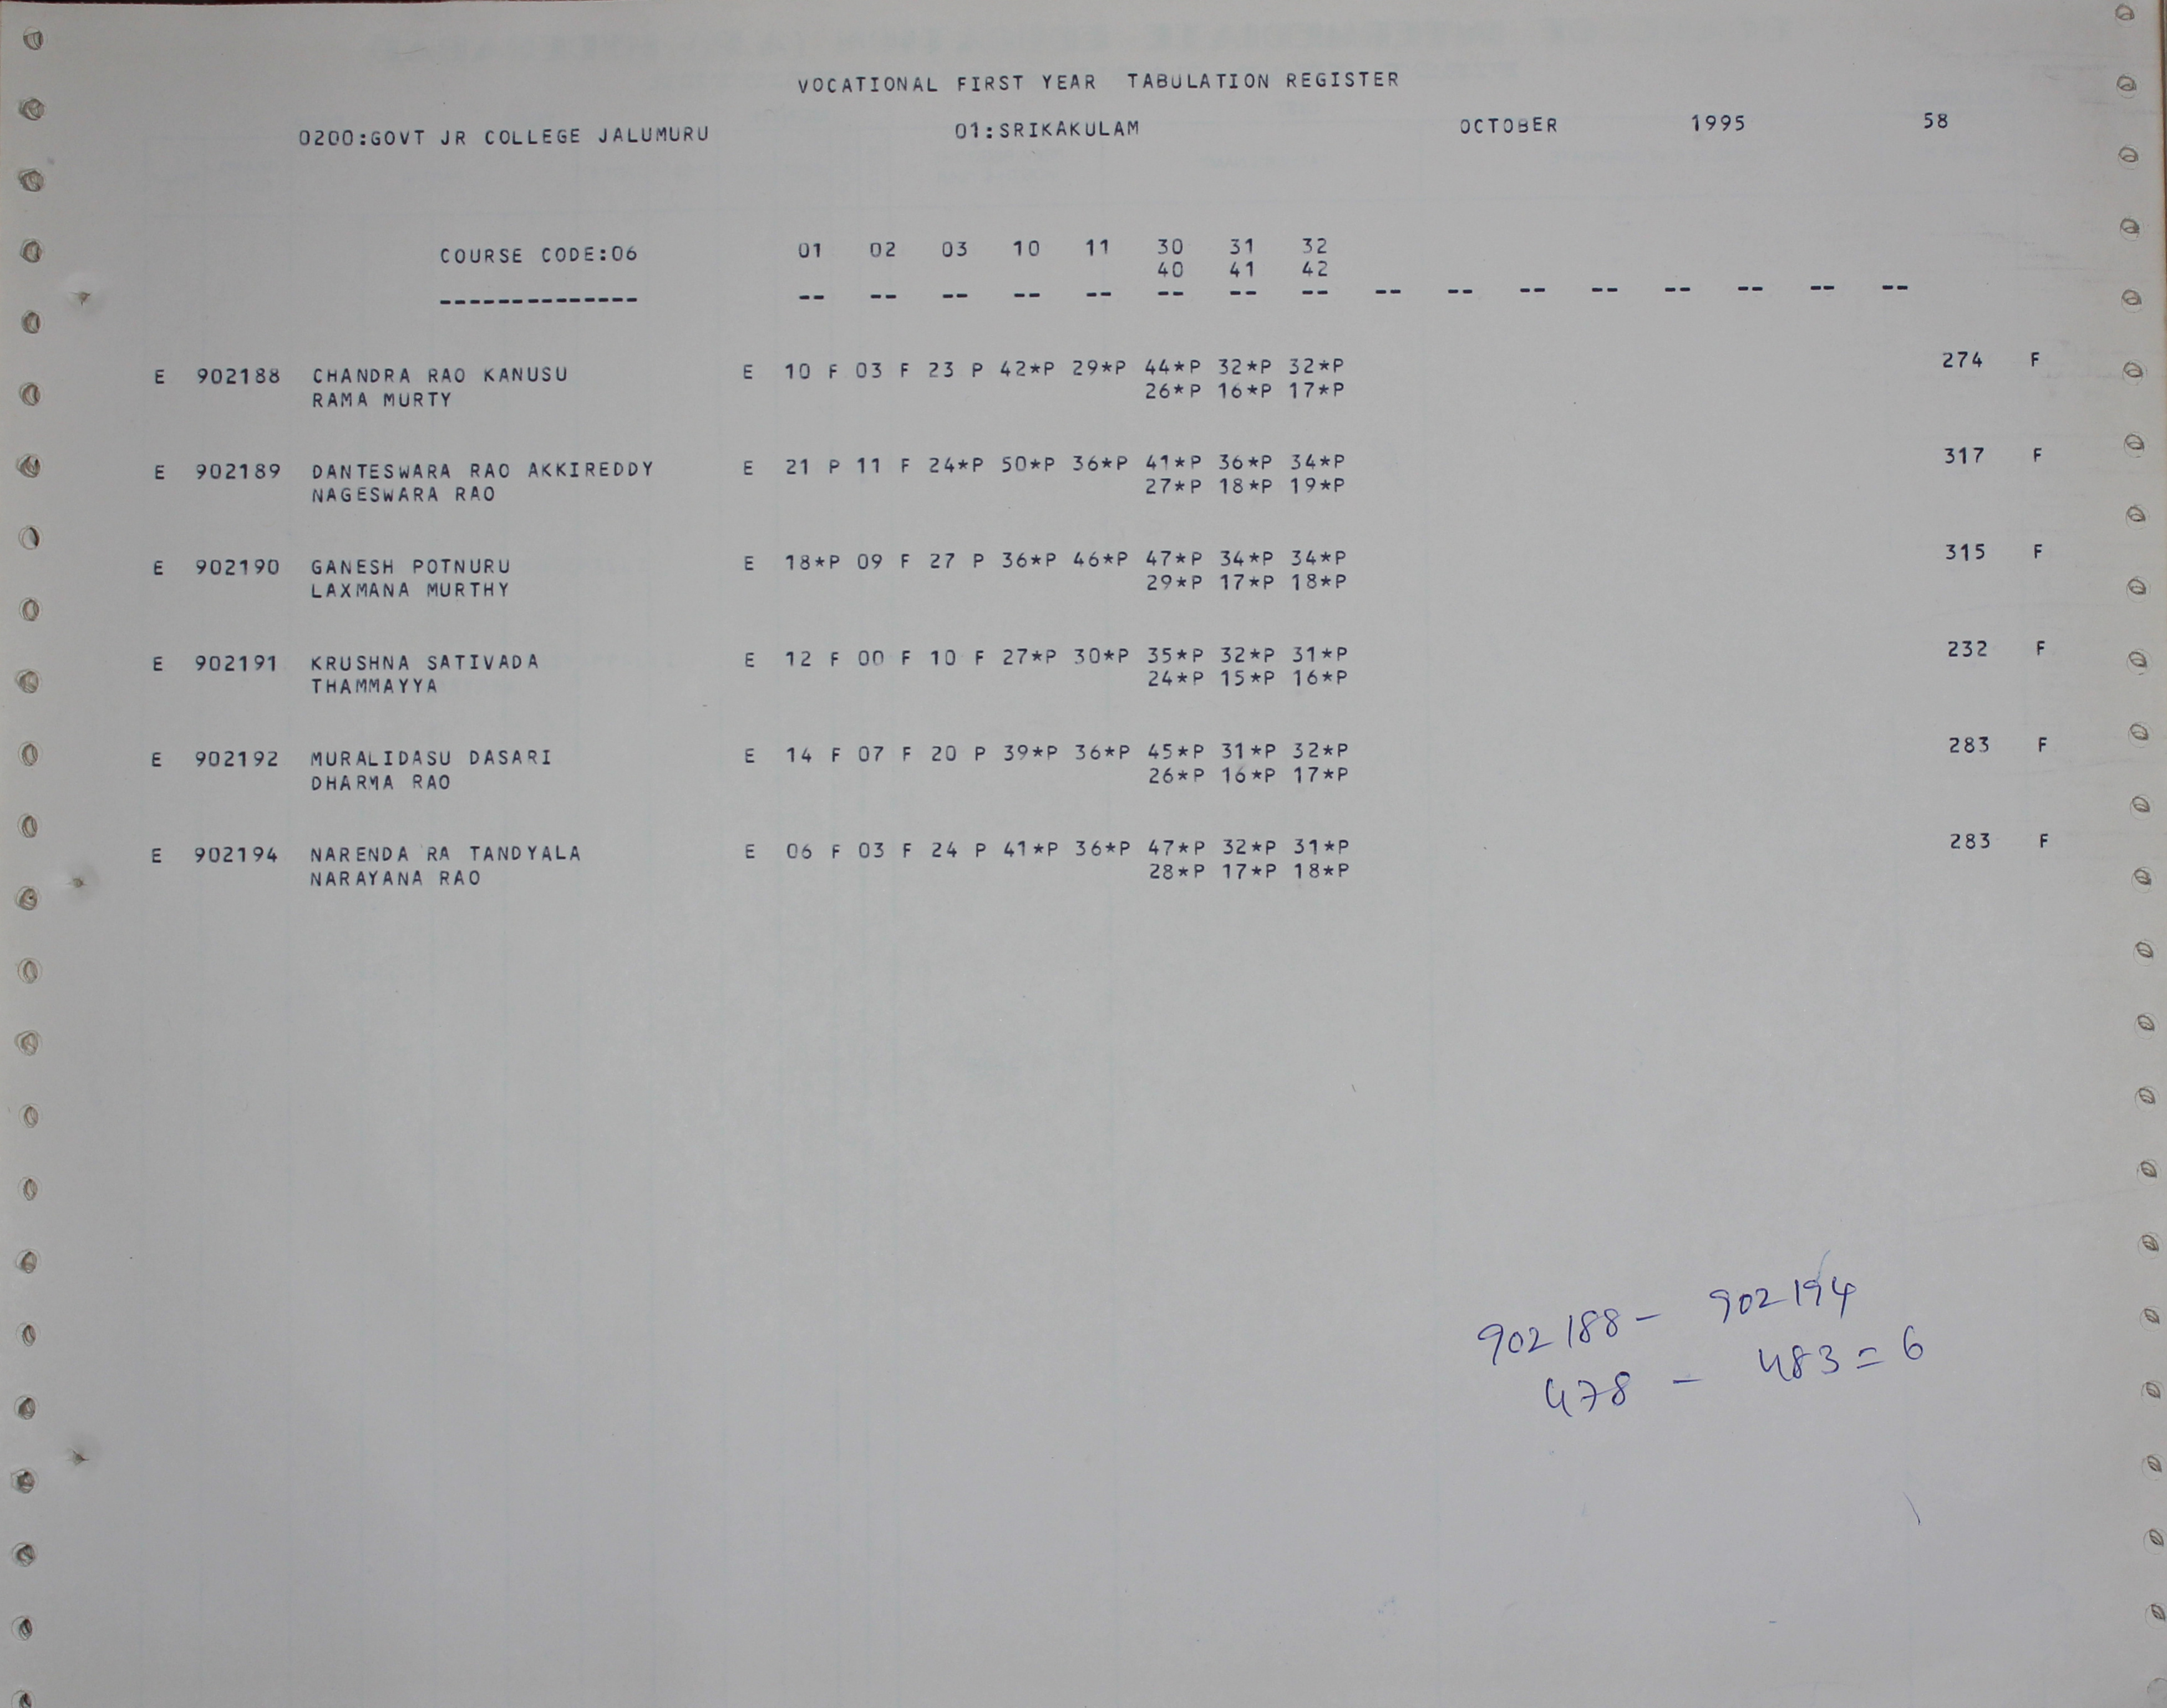 VOCATIONAL FIRST YEAR TABULATION REGISTER
0200:GOVT JR COLLEGE JALUMURU 01:SRIKAKULAM OCTOBER 1995 58
COURSE CODE:06 01 02 03 10 11 30 31 32
40 41 42
-------------- -- -- -- -- -- -- -- -- -- -- -- -- -- -- -- --
E 902188 CHANDRA RAO KANUSU E 10 F 03 F 23 P 42*P 29*P 44*P 32*P 32*P 274 F
RAMA MURTY 26*P 16*P 17*P
E 902189 DANTESWARA RAO AKKIREDDY E 21 P 11 F 24*P 50*P 36*P 41*P 36*P 34*P 317 F
NAGESWARA RAO 27*P 18*P 19*P
E 902190 GANESH POTNURU E 18*P 09 F 27 P 36*P 46*P 47*P 34*P 34*P 315 F
LAXMANA MURTHY 29*P 17*P 18*P
E 902191 KRUSHNA SATIVADA E 12 F 00 F 10 F 27*P 30*P 35*P 32*P 31*P 232 F
THAMMAYYA 24*P 15*P 16*P
E 902192 MURALIDASU DASARI E 14 F 07 F 20 P 39*P 36*P 45*P 31*P 32*P 283 F
DHARMA RAO 26*P 16*P 17*P
E 902194 NARENDA RA TANDYALA E 06 F 03 F 24 P 41*P 36*P 47*P 32*P 31*P 283 F
NARAYANA RAO 28*P 17*P 18*P
902188 - 902194
478 - 483 = 6